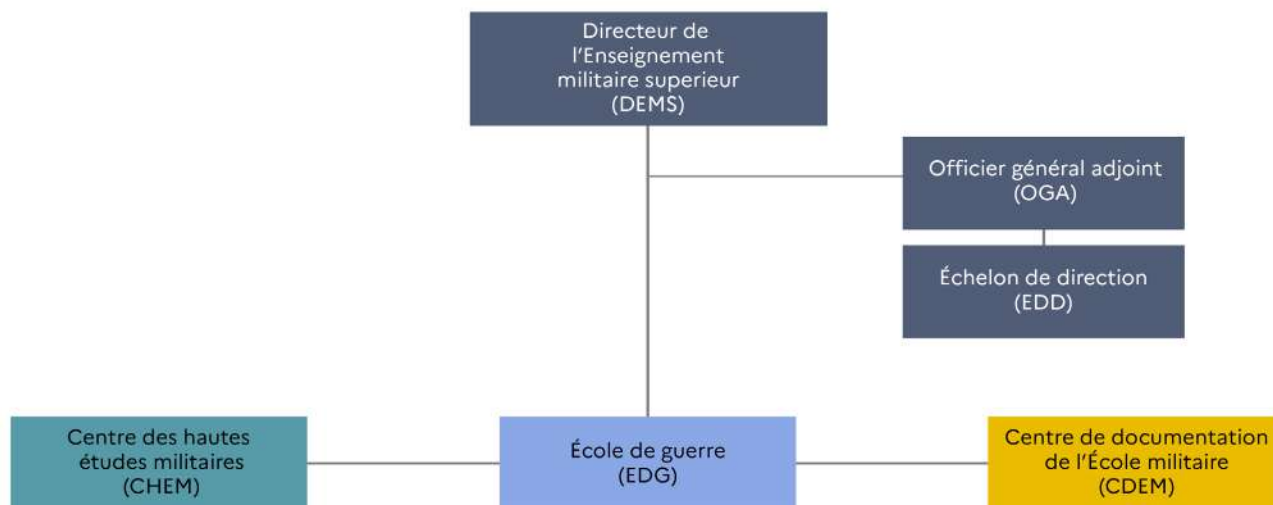 Directeur de
l'Enseignement
militaire superieur
(DEMS)
Officier général adjoint
(OGA)
Échelon de direction
(EDD)
Centre des hautes
études militaires
(CHEM)
École de guerre
(EDG)
Centre de documentation
de l'École militaire
(CDEM)